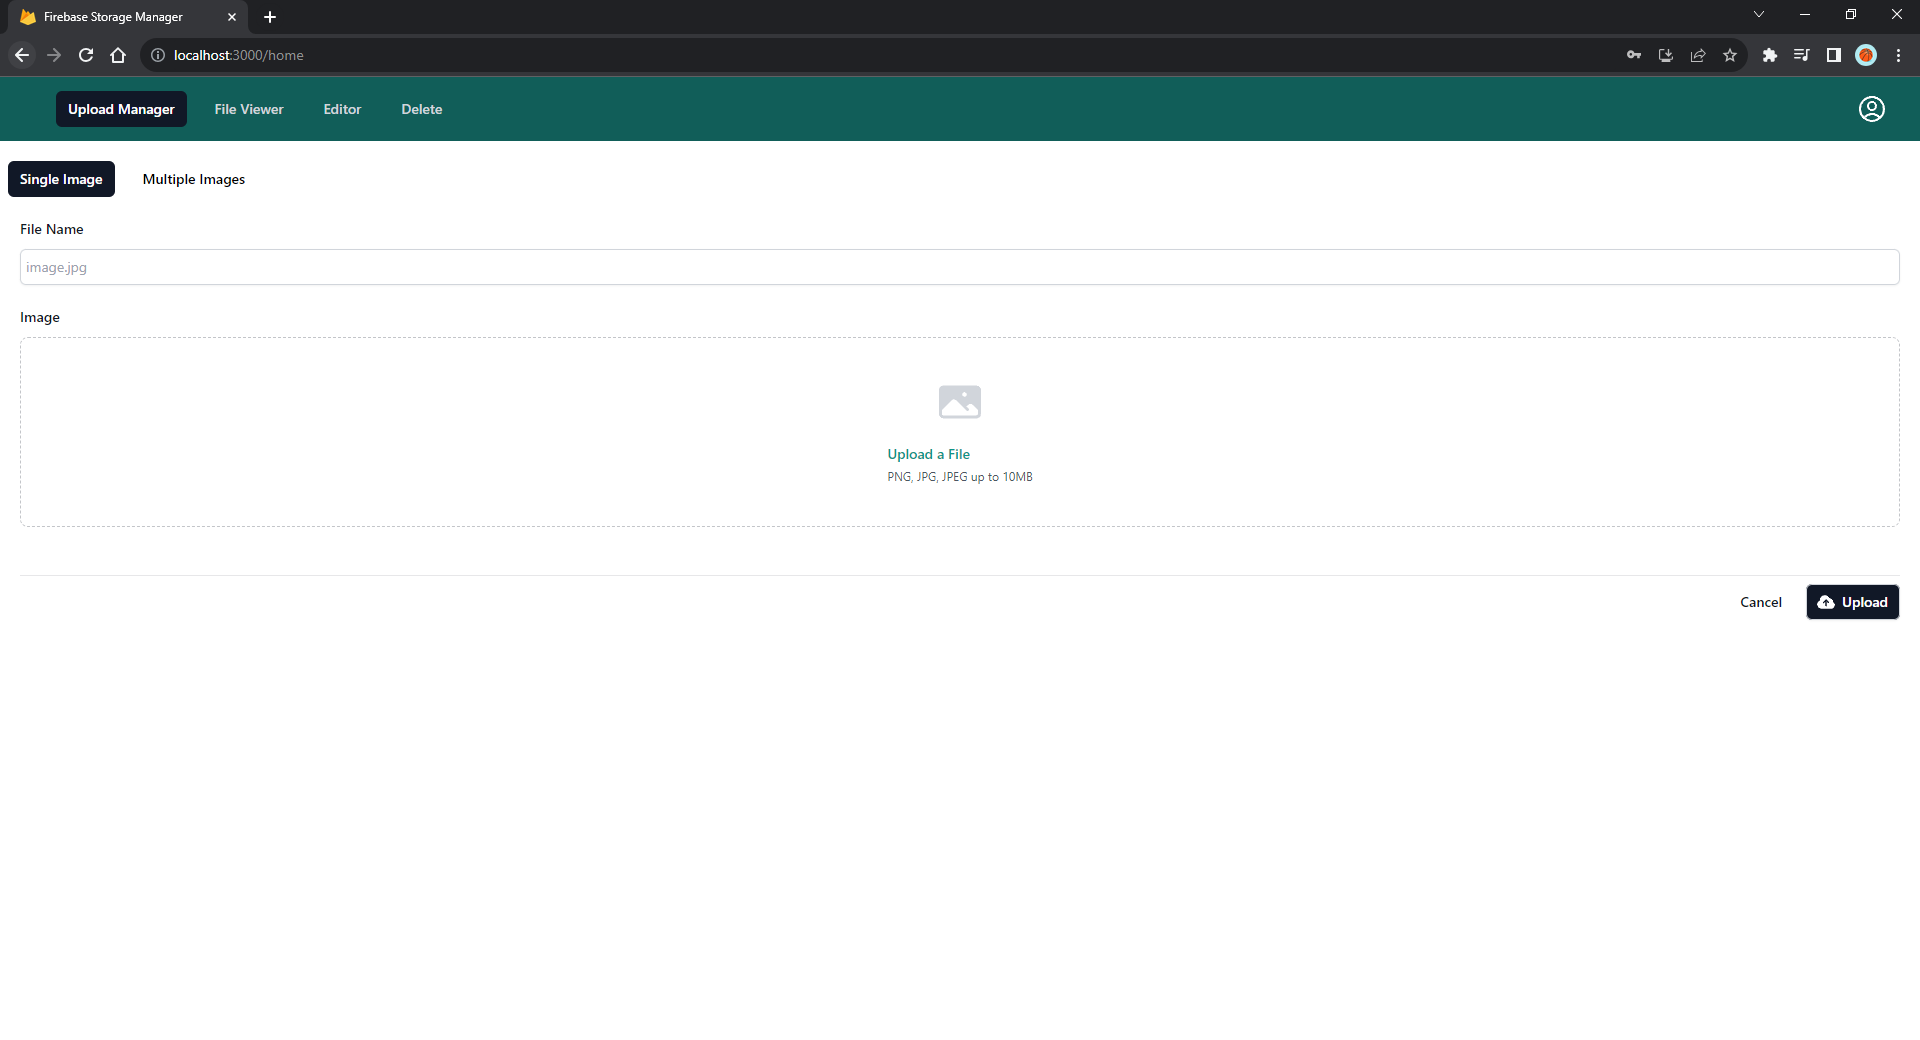 Firebase Storage Manager
localhost:3000/home
Upload Manager File Viewer Editor Delete
Single Image Multiple Images
File Name
image.jpg
Image
Upload a File
PNG, JPG, JPEG up to 10MB
Cancel Upload